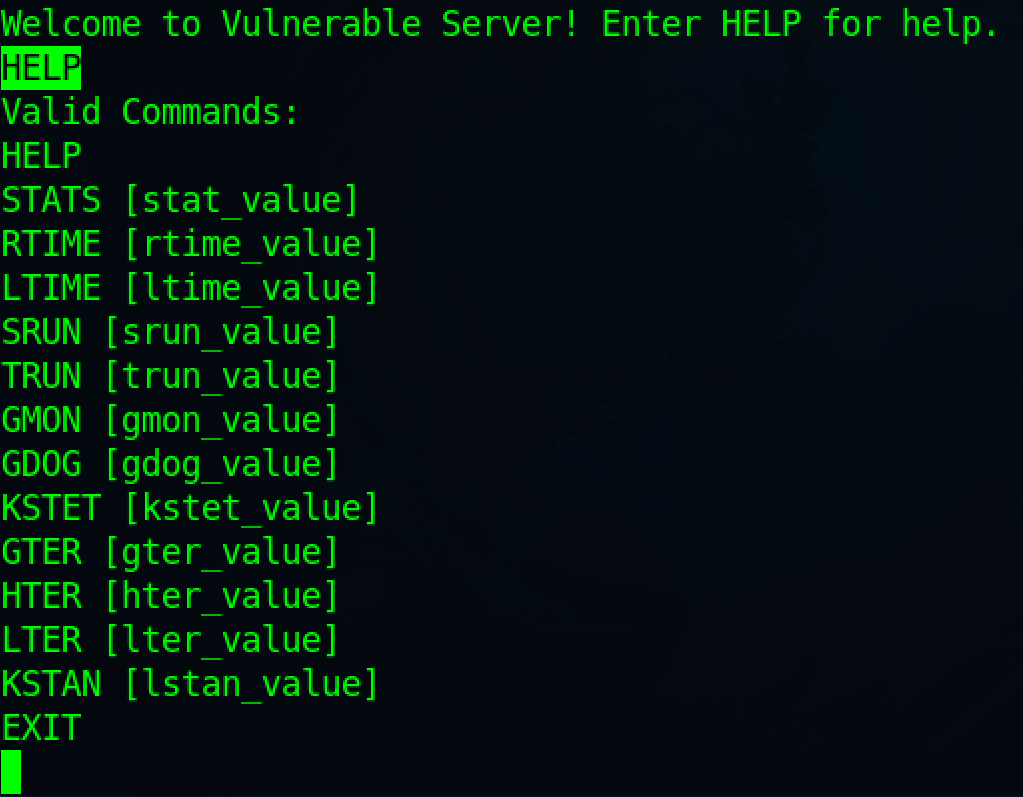 Welcome to Vulnerable Server! Enter HELP for help.
HELP
Valid Commands:
HELP
STATS [stat_value]
RTIME [rtime_value]
LTIME [ltime_value]
SRUN [srun_value]
TRUN [trun_value]
GMON [gmon_value]
GDOG [gdog_value]
KSTET [kstet_value]
GTER [gter_value]
HTER [hter_value]
LTER [lter_value]
KSTAN [lstan_value]
EXIT